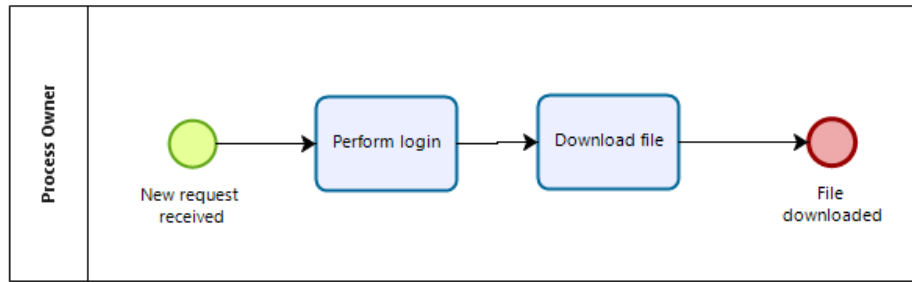 Process Owner
Perform login
Download file
New request
received
File
downloaded